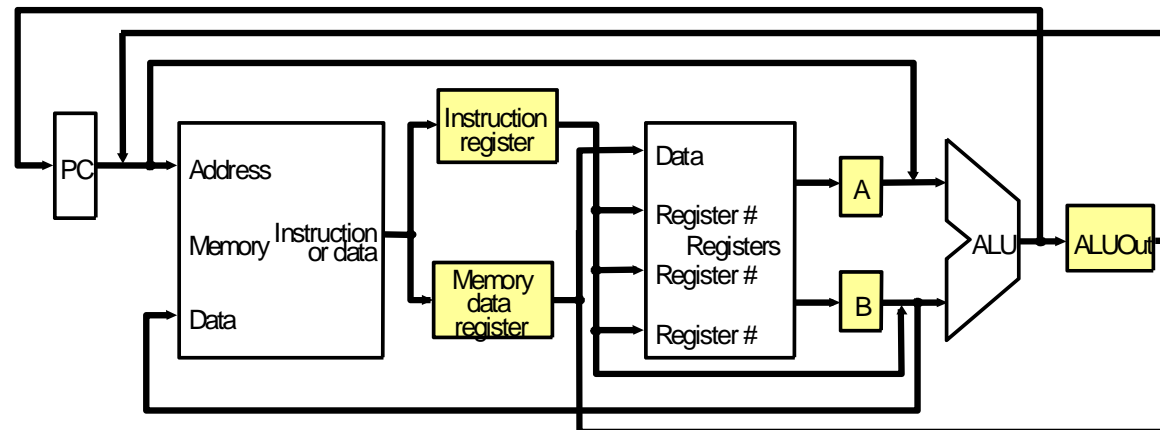 PC
Address
Memory
Data
Instruction
or data
Instruction
register
Memory
data
register
Data
Register #
Registers
Register #
Register #
A
B
ALU
ALUOut